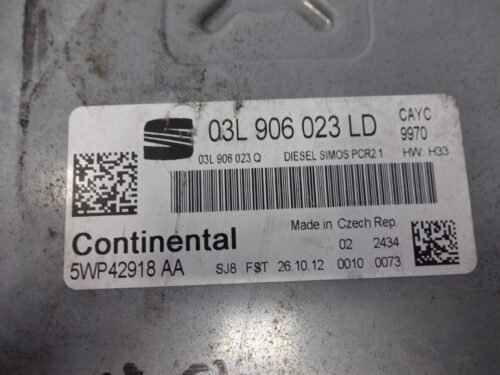 03L 906 023 LD CAYC
9970
03L 906 023 Q DIESEL SIMOS PCR2.1 HW: H33
Continental Made in Czech Rep.
02 2434
5WP42918 AA SJ8 FST 26.10.12 0010 0073